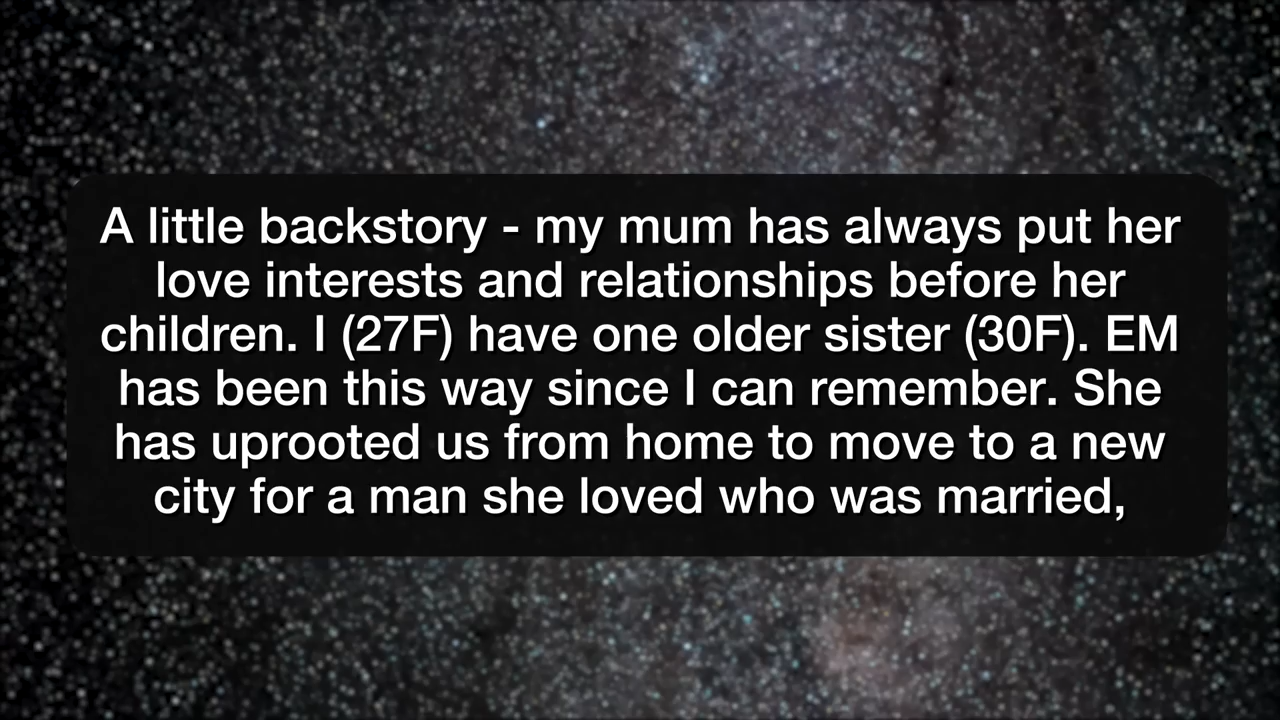 A little backstory - my mum has always put her
love interests and relationships before her
children. I (27F) have one older sister (30F). EM
has been this way since I can remember. She
has uprooted us from home to move to a new
city for a man she loved who was married,